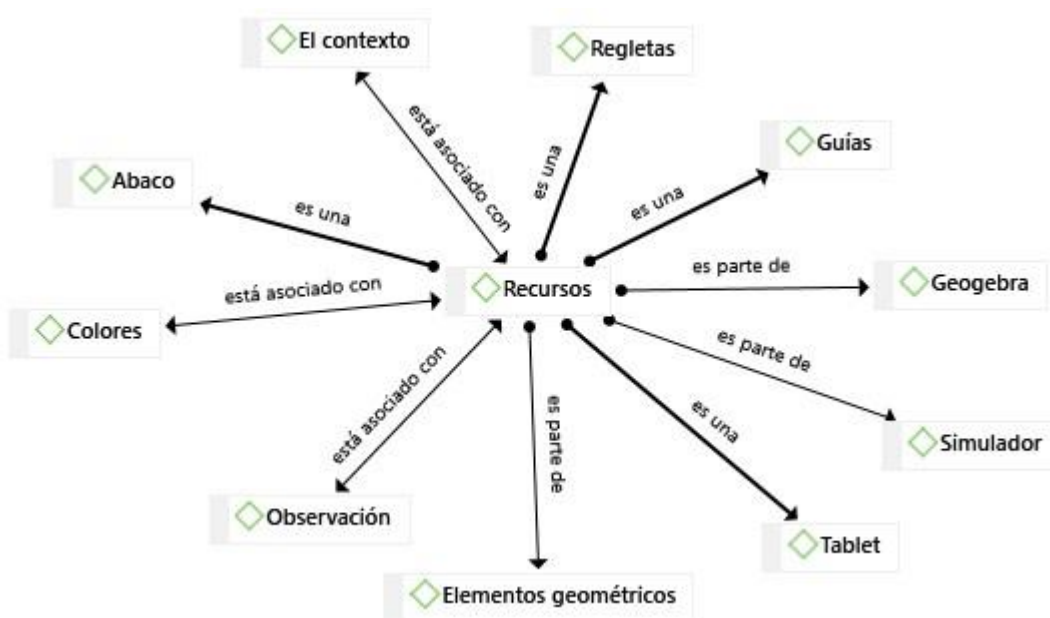 El contexto
Regletas
está asociado con
es una
Guías
Abaco
es una
es una
Recursos
es parte de
Geogebra
está asociado con
Colores
es parte de
Simulador
está asociado con
es parte de
es una
Observación
Tablet
Elementos geométricos